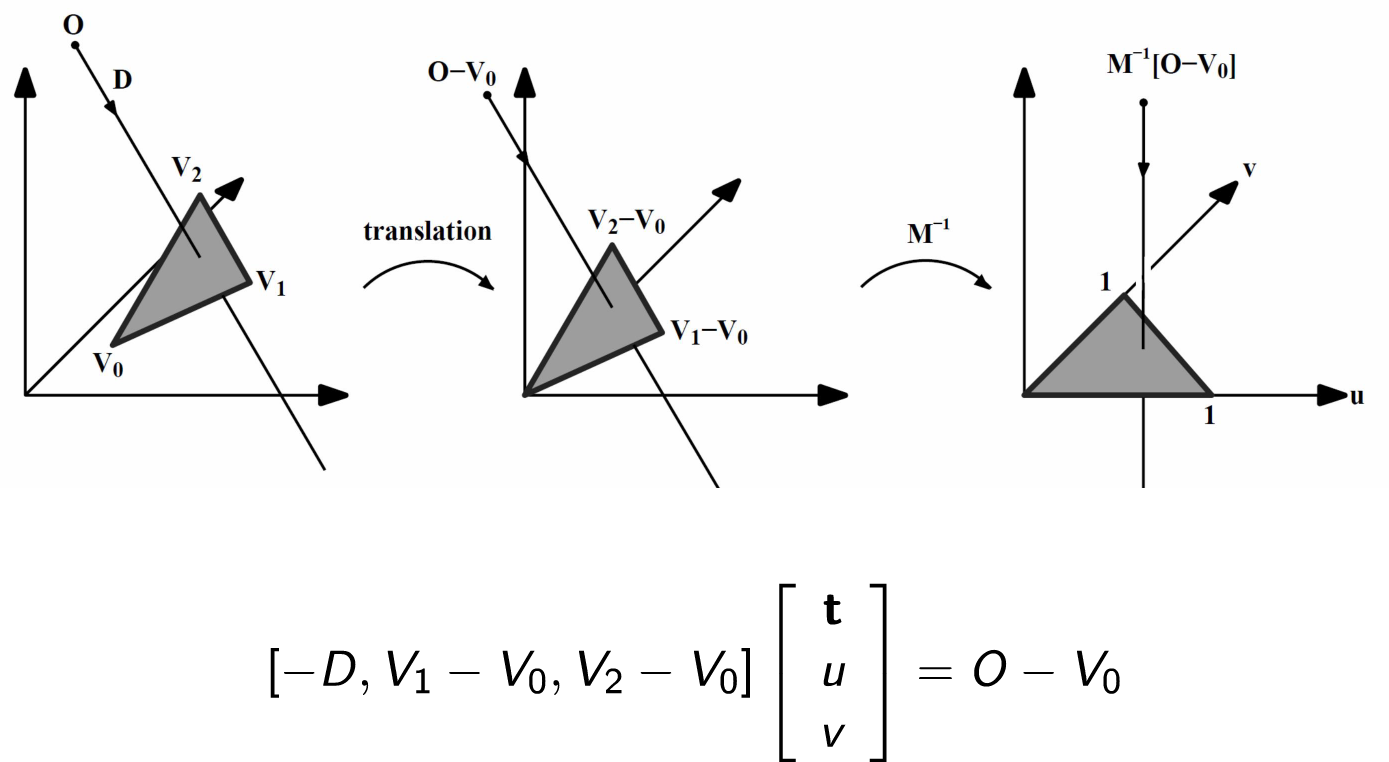 O
D
V₂
V₁
V₀
translation
O−V₀
V₂−V₀
V₁−V₀
M⁻¹
M⁻¹[O−V₀]
v
1
1
u
[−D, V₁ − V₀, V₂ − V₀] [t u v] = O − V₀